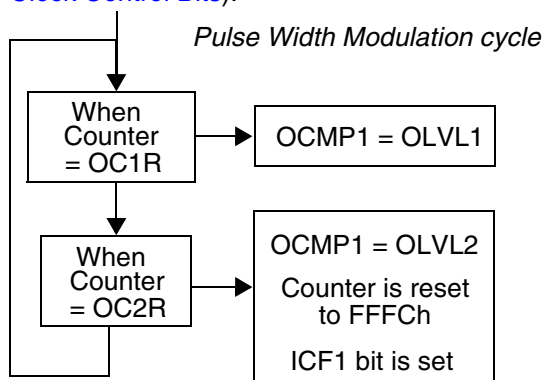 Clock Control Bits).
Pulse Width Modulation cycle
When
Counter
= OC1R
OCMP1 = OLVL1
When
Counter
= OC2R
OCMP1 = OLVL2
Counter is reset
to FFFCh
ICF1 bit is set